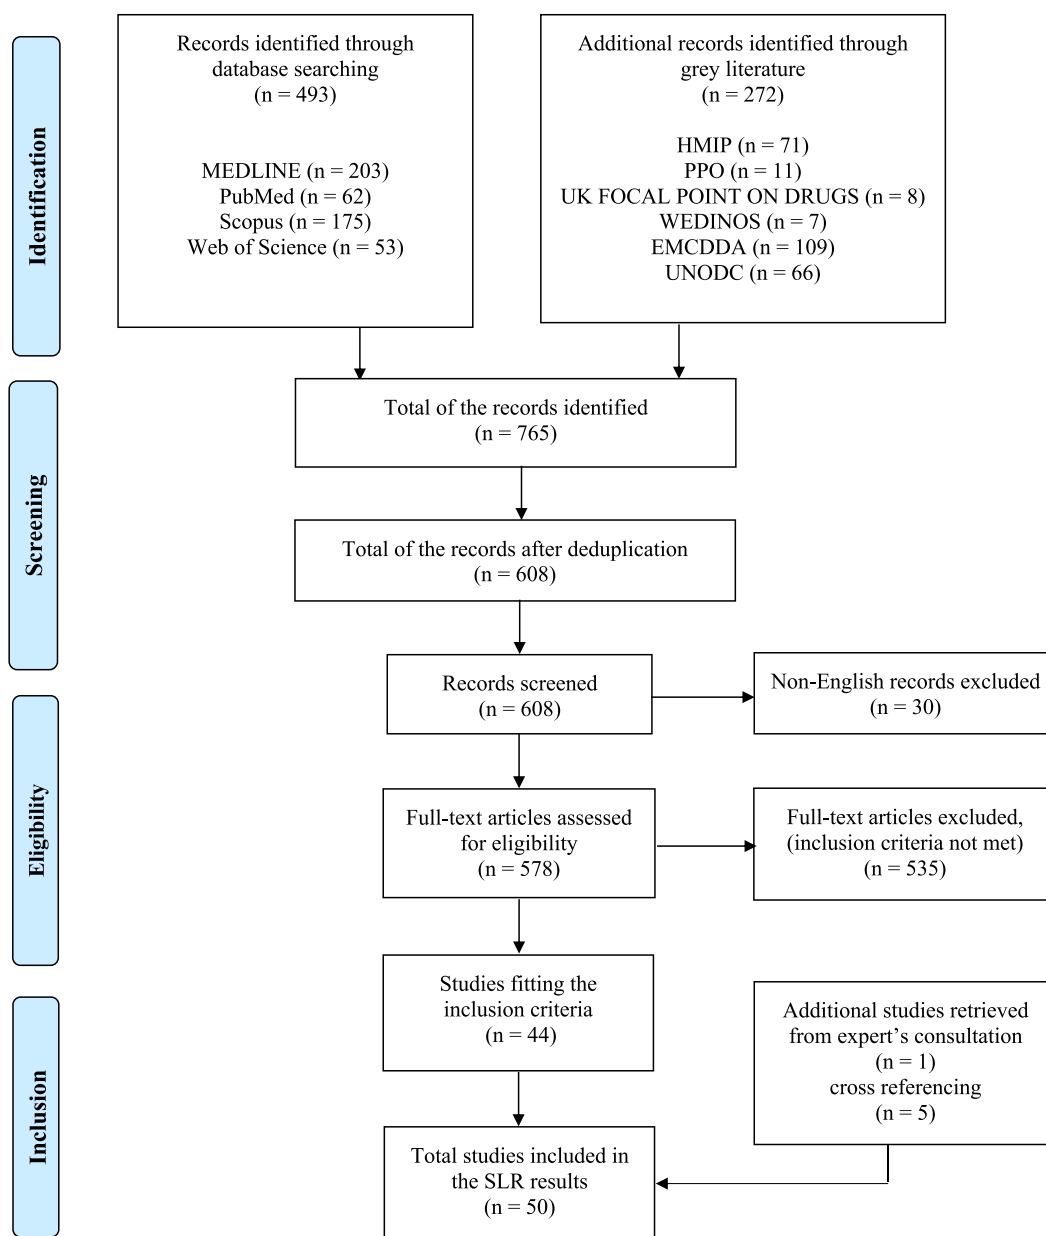 Identification
Records identified through
database searching
(n = 493)
MEDLINE (n = 203)
PubMed (n = 62)
Scopus (n = 175)
Web of Science (n = 53)
Additional records identified through
grey literature
(n = 272)
HMIP (n = 71)
PPO (n = 11)
UK FOCAL POINT ON DRUGS (n = 8)
WEDINOS (n = 7)
EMCDDA (n = 109)
UNODC (n = 66)
Screening
Total of the records identified
(n = 765)
Total of the records after deduplication
(n = 608)
Records screened
(n = 608)
Non-English records excluded
(n = 30)
Eligibility
Full-text articles assessed
for eligibility
(n = 578)
Full-text articles excluded,
(inclusion criteria not met)
(n = 535)
Inclusion
Studies fitting the
inclusion criteria
(n = 44)
Additional studies retrieved
from expert’s consultation
(n = 1)
cross referencing
(n = 5)
Total studies included in
the SLR results
(n = 50)